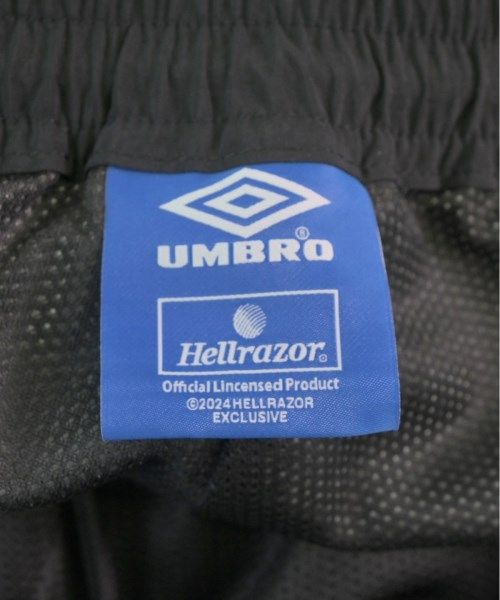 UMBRO®
Hellrazor®
Official Lincensed Product
©2024 HELLRAZOR
EXCLUSIVE